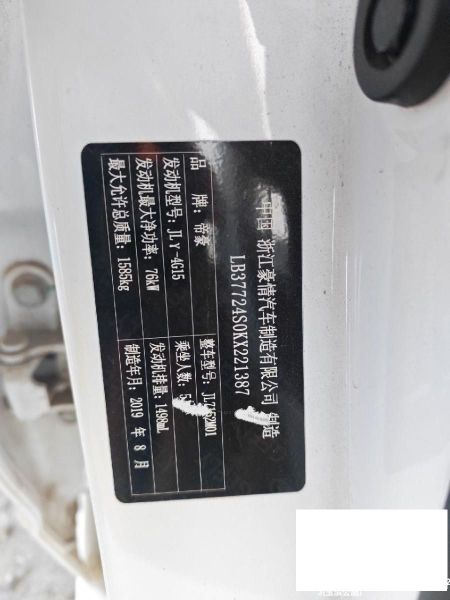 中国 浙江豪情汽车制造有限公司 制造
LB37724S0KX221387
品 牌：帝豪
整车型号：JL7152M01
发动机型号：JLY-4G15
乘坐人数：5
发动机最大净功率：76kW
发动机排量：1498mL
最大允许总质量：1585kg
制造年月：2019 年 8 月